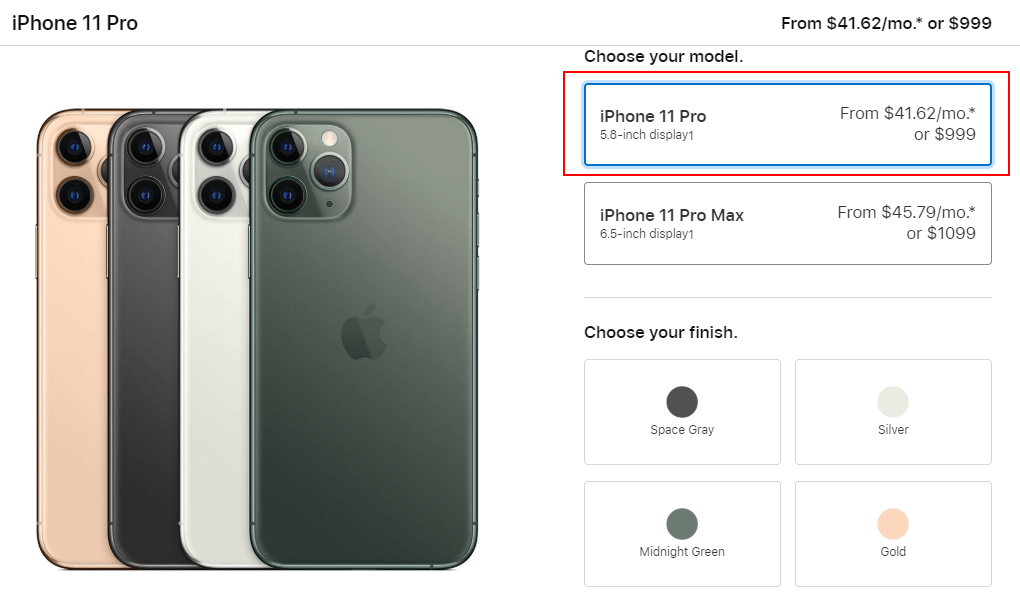 iPhone 11 Pro
From $41.62/mo.* or $999
Choose your model.
iPhone 11 Pro
From $41.62/mo.*
5.8-inch display1
or $999
iPhone 11 Pro Max
From $45.79/mo.*
6.5-inch display1
or $1099
Choose your finish.
Space Gray
Silver
Midnight Green
Gold